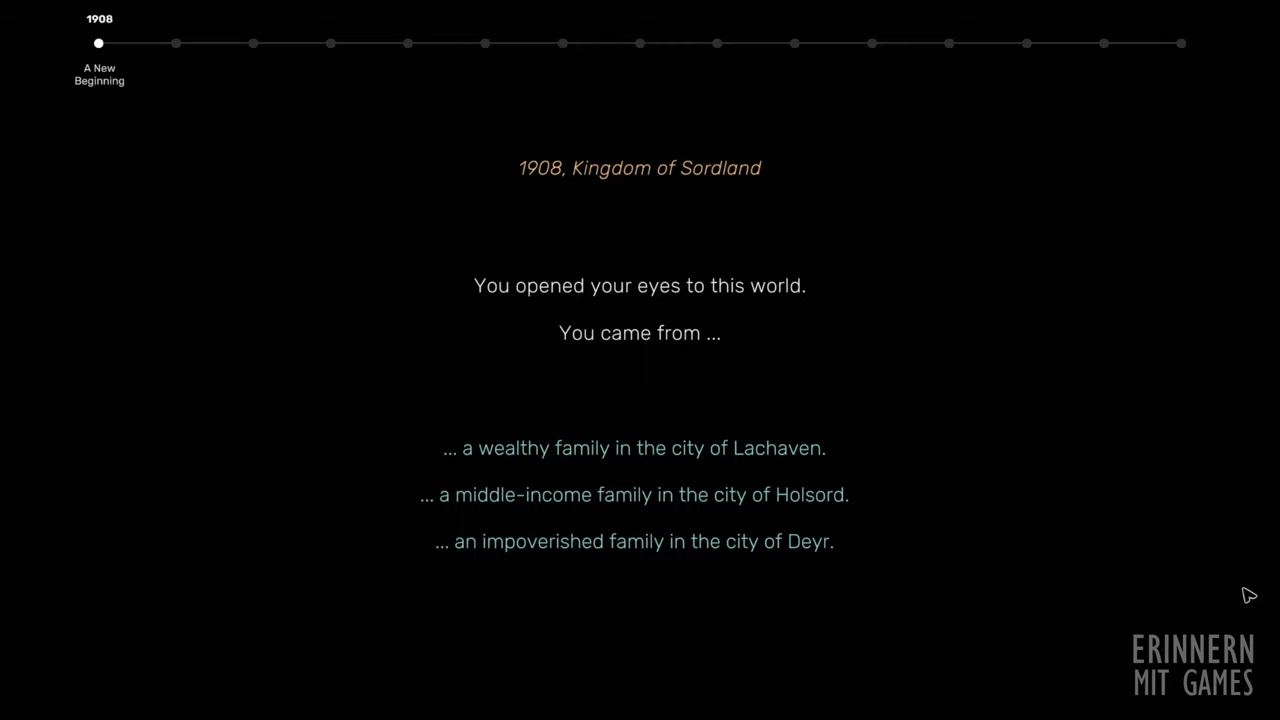 1908
A New
Beginning
1908, Kingdom of Sordland
You opened your eyes to this world.
You came from ...
... a wealthy family in the city of Lachaven.
... a middle-income family in the city of Holsord.
... an impoverished family in the city of Deyr.
ERINNERN
MIT GAMES